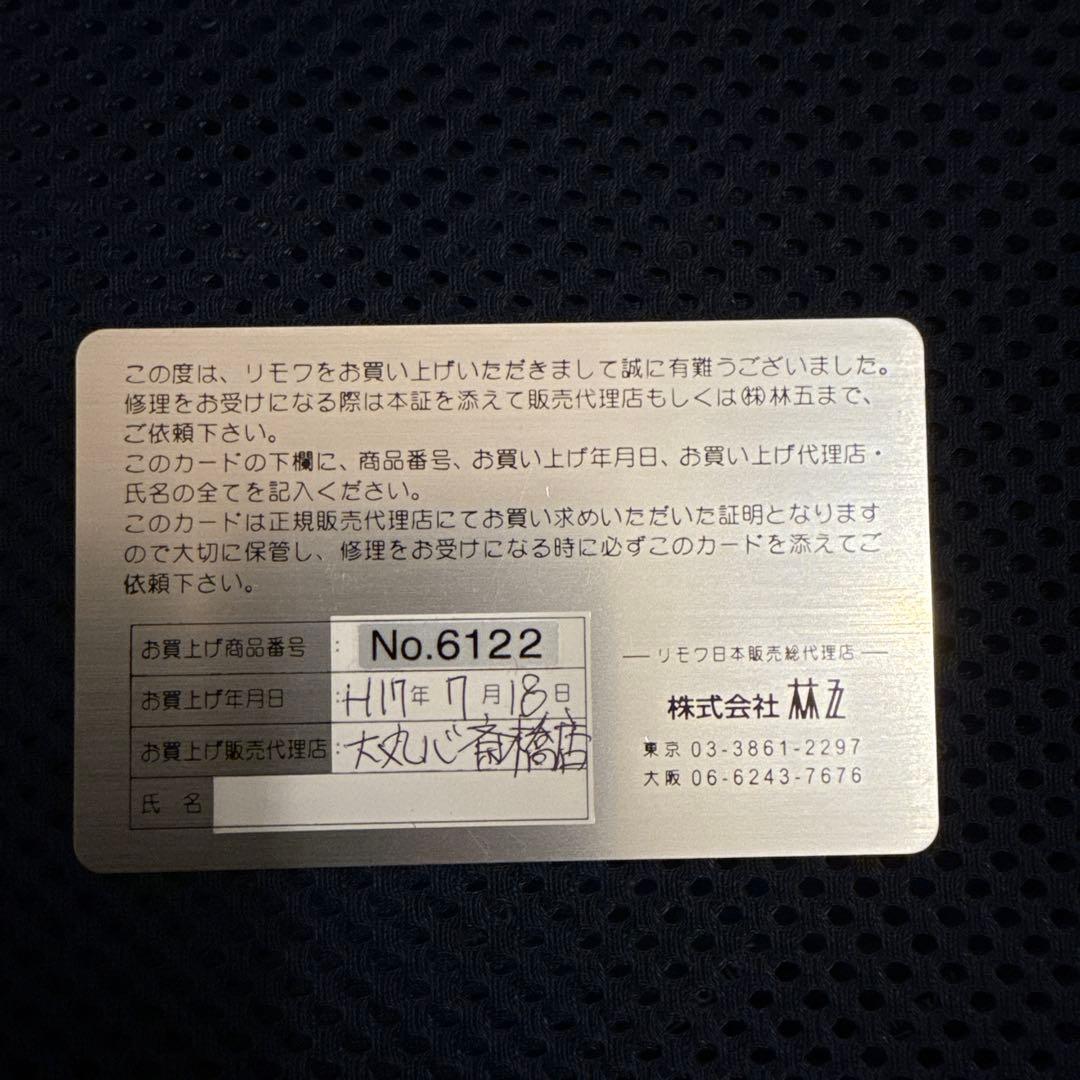 この度は、リモワをお買い上げいただきまして誠に有難うございました。
修理をお受けになる際は本証を添えて販売代理店もしくは㈱林五まで、
ご依頼下さい。
このカードの下欄に、商品番号、お買い上げ年月日、お買い上げ代理店・
氏名の全てを記入ください。
このカードは正規販売代理店にてお買い求めいただいた証明となります
ので大切に保管し、修理をお受けになる時に必ずこのカードを添えてご
依頼下さい。
お買上げ商品番号 : No.6122
お買上げ年月日 : H17年 7月18日
お買上げ販売代理店 : 大丸心斎橋店
氏 名
リモワ日本販売総代理店
株式会社 林五
東京 03-3861-2297
大阪 06-6243-7676